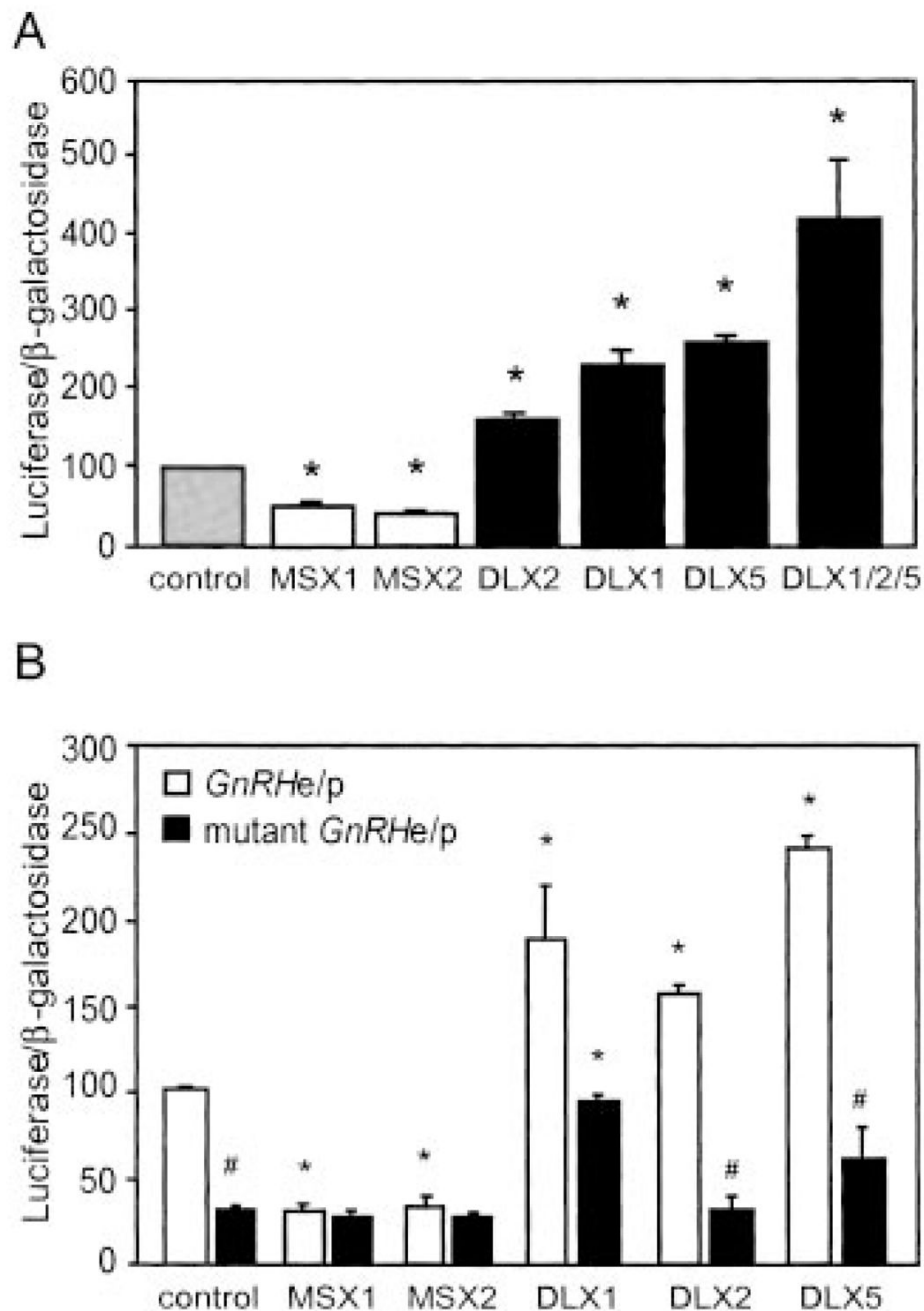 A
Luciferase/β-galactosidase
600
500
400
300
200
100
0
* * * * * *
control MSX1 MSX2 DLX2 DLX1 DLX5 DLX1/2/5
B
Luciferase/β-galactosidase
300
250
200
150
100
50
0
GnRHe/p
mutant GnRHe/p
# * * * * * # * #
control MSX1 MSX2 DLX1 DLX2 DLX5